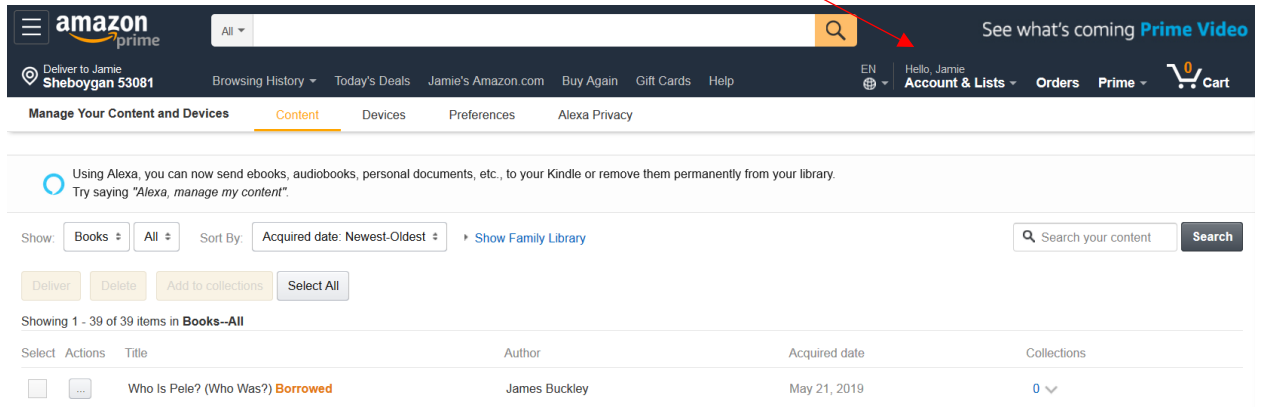 amazon
prime
All
See what's coming Prime Video
Deliver to Jamie
Sheboygan 53081
Browsing History
Today's Deals
Jamie's Amazon.com
Buy Again
Gift Cards
Help
EN
Hello, Jamie
Account & Lists
Orders
Prime
0
Cart
Manage Your Content and Devices
Content
Devices
Preferences
Alexa Privacy
Using Alexa, you can now send ebooks, audiobooks, personal documents, etc., to your Kindle or remove them permanently from your library.
Try saying "Alexa, manage my content".
Show:
Books
All
Sort By:
Acquired date: Newest-Oldest
Show Family Library
Search your content
Search
Deliver
Delete
Add to collections
Select All
Showing 1 - 39 of 39 items in Books--All
Select Actions Title Author Acquired date Collections
... Who Is Pele? (Who Was?) Borrowed James Buckley May 21, 2019 0